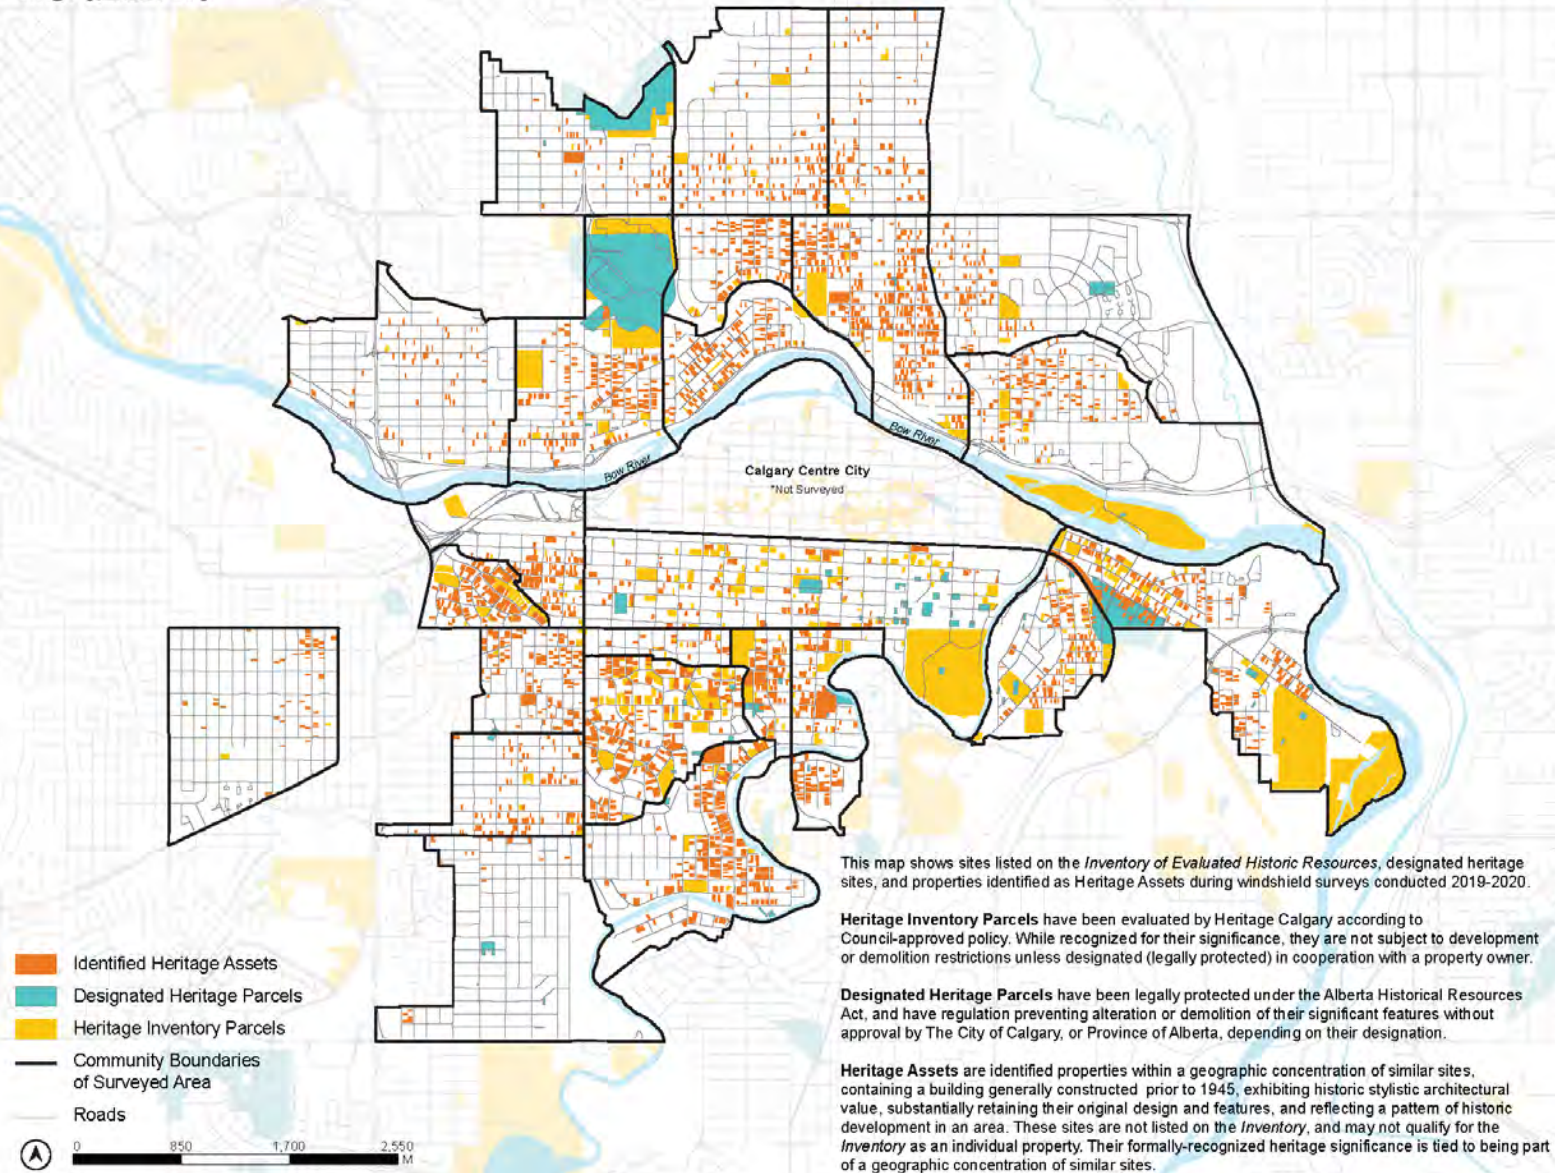 Bow River
Bow River
Calgary Centre City
*Not Surveyed
This map shows sites listed on the Inventory of Evaluated Historic Resources, designated heritage
sites, and properties identified as Heritage Assets during windshield surveys conducted 2019-2020.
Heritage Inventory Parcels have been evaluated by Heritage Calgary according to
Council-approved policy. While recognized for their significance, they are not subject to development
or demolition restrictions unless designated (legally protected) in cooperation with a property owner.
Designated Heritage Parcels have been legally protected under the Alberta Historical Resources
Act, and have regulation preventing alteration or demolition of their significant features without
approval by The City of Calgary, or Province of Alberta, depending on their designation.
Heritage Assets are identified properties within a geographic concentration of similar sites,
containing a building generally constructed prior to 1945, exhibiting historic stylistic architectural
value, substantially retaining their original design and features, and reflecting a pattern of historic
development in an area. These sites are not listed on the Inventory, and may not qualify for the
Inventory as an individual property. Their formally-recognized heritage significance is tied to being part
of a geographic concentration of similar sites.
Identified Heritage Assets
Designated Heritage Parcels
Heritage Inventory Parcels
Community Boundaries
of Surveyed Area
Roads
0 850 1,700 2,550
M